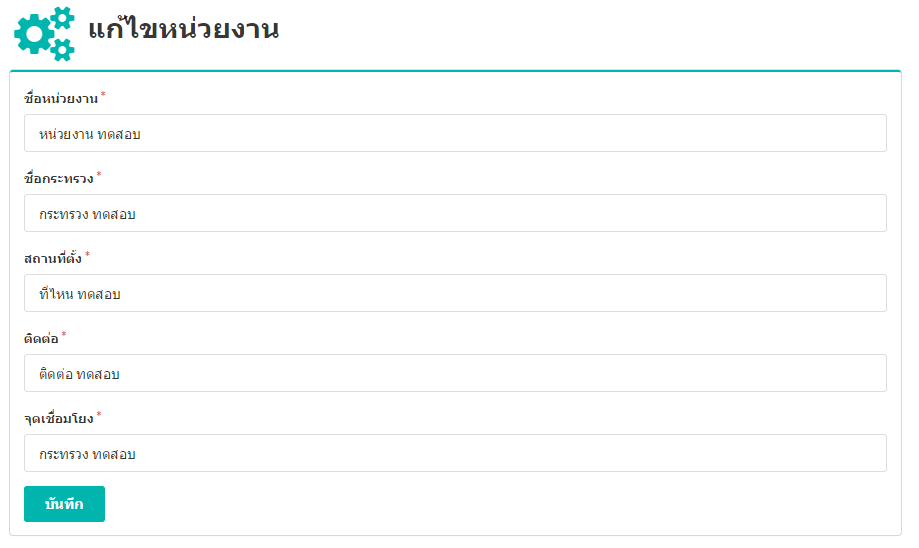 แก้ไขหน่วยงาน
ชื่อหน่วยงาน *
หน่วยงาน ทดสอบ
ชื่อกระทรวง *
กระทรวง ทดสอบ
สถานที่ตั้ง *
ที่ไหน ทดสอบ
ติดต่อ *
ติดต่อ ทดสอบ
จุดเชื่อมโยง *
กระทรวง ทดสอบ
บันทึก